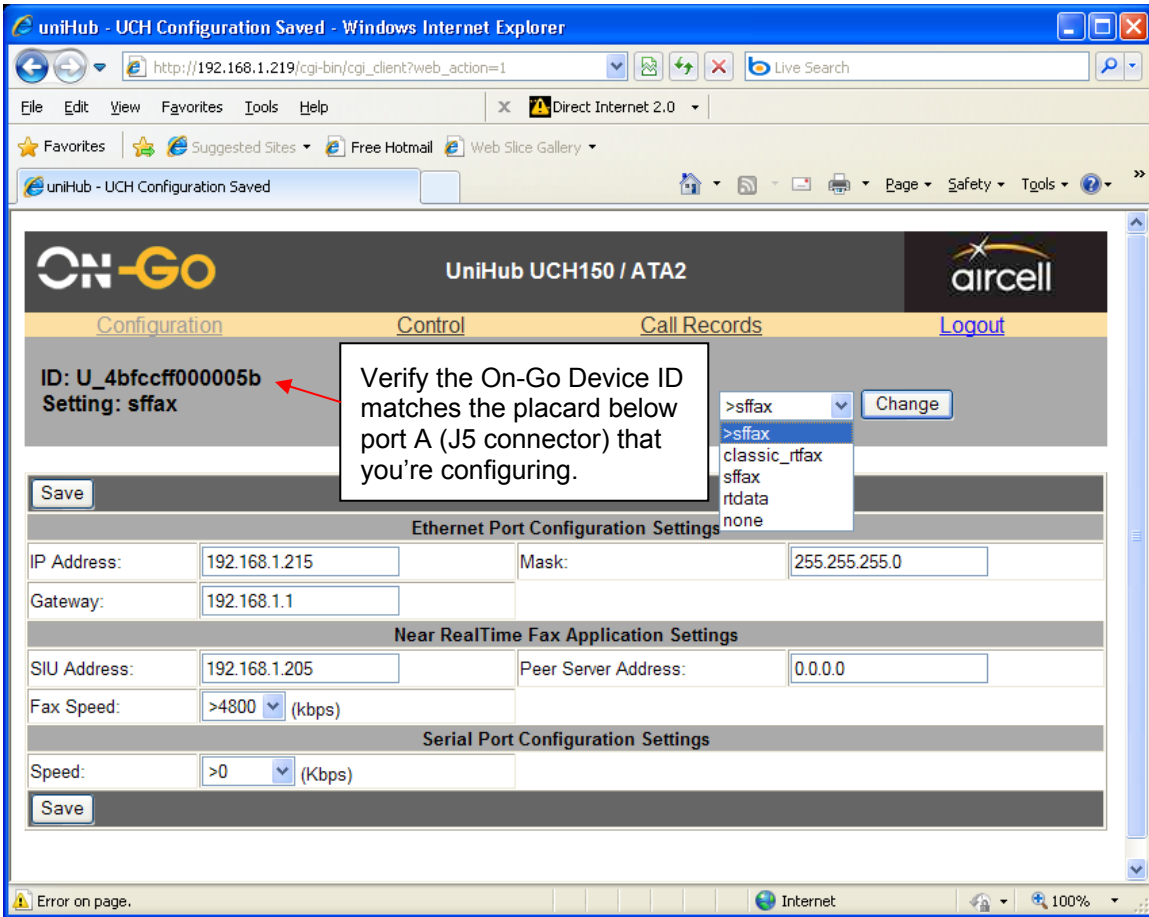 uniHub - UCH Configuration Saved - Windows Internet Explorer
http://192.168.1.219/cgi-bin/cgi_client?web_action=1
Live Search
File Edit View Favorites Tools Help
x Direct Internet 2.0
Favorites Suggested Sites Free Hotmail Web Slice Gallery
uniHub - UCH Configuration Saved
Page Safety Tools »
ON-GO
UniHub UCH150 / ATA2
aircell
Configuration Control Call Records Logout
ID: U_4bfccff000005b
Setting: sffax
Verify the On-Go Device ID
matches the placard below
port A (J5 connector) that
you're configuring.
>sffax Change
>sffax
classic_rtfax
sffax
rtdata
none
Save
Ethernet Port Configuration Settings
IP Address: 192.168.1.215 Mask: 255.255.255.0
Gateway: 192.168.1.1
Near RealTime Fax Application Settings
SIU Address: 192.168.1.205 Peer Server Address: 0.0.0.0
Fax Speed: >4800 (kbps)
Serial Port Configuration Settings
Speed: >0 (Kbps)
Save
Error on page. Internet 100%